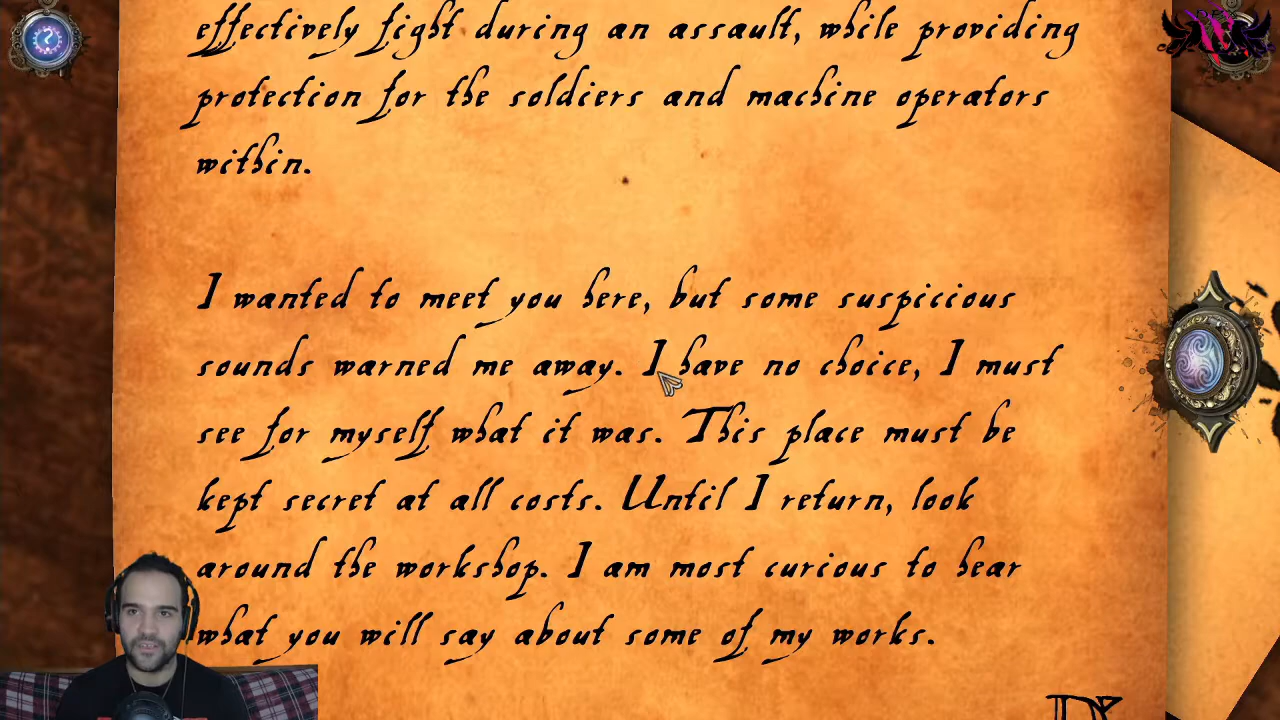 effectively fight during an assault, while providing
protection for the soldiers and machine operators
within.
I wanted to meet you here, but some suspicious
sounds warned me away. I have no choice, I must
see for myself what it was. This place must be
kept secret at all costs. Until I return, look
around the workshop. I am most curious to hear
what you will say about some of my works.